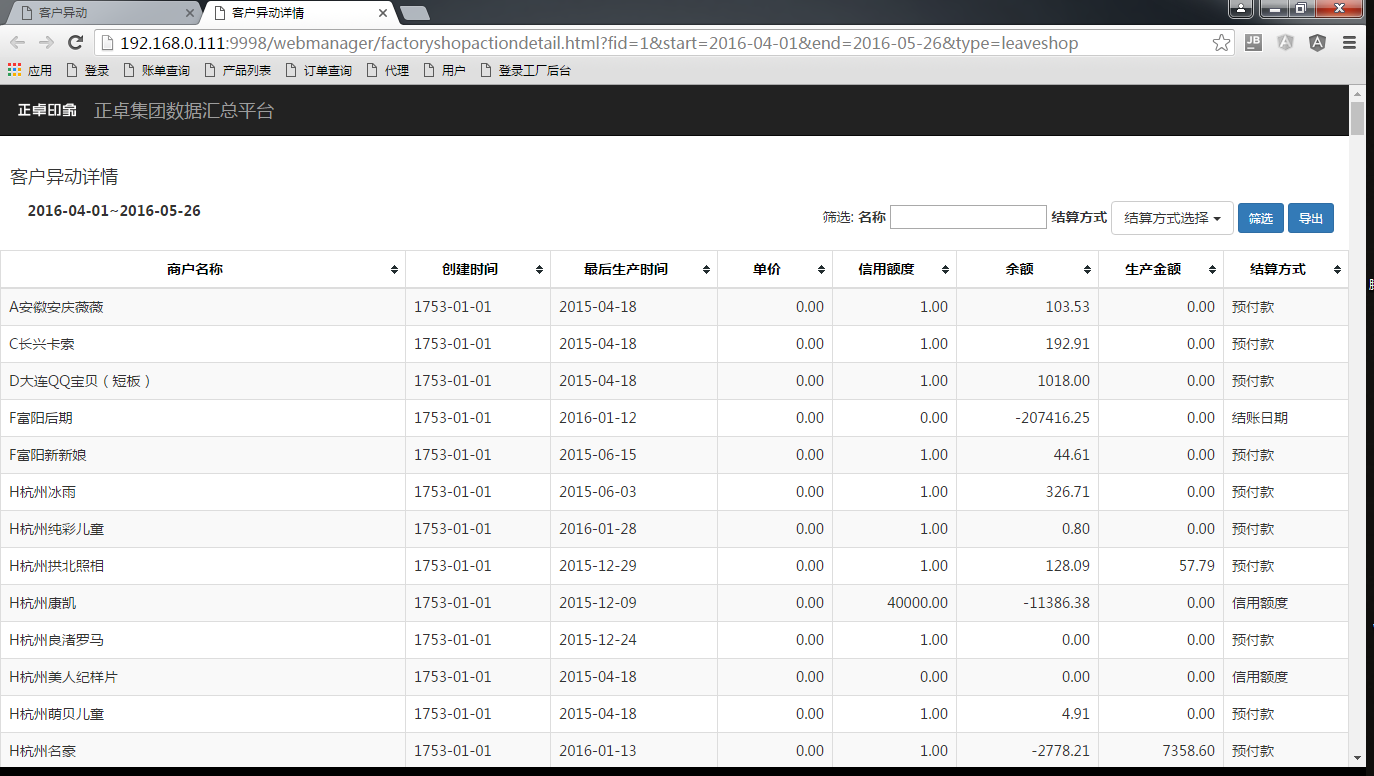 客户异动 客户异动详情
192.168.0.111:9998/webmanager/factoryshopactiondetail.html?fid=1&start=2016-04-01&end=2016-05-26&type=leaveshop
应用 登录 账单查询 产品列表 订单查询 代理 用户 登录工厂后台
正卓印象 正卓集团数据汇总平台
客户异动详情
2016-04-01~2016-05-26
筛选: 名称 结算方式 结算方式选择 筛选 导出
商户名称 创建时间 最后生产时间 单价 信用额度 余额 生产金额 结算方式
A安徽安庆薇薇 1753-01-01 2015-04-18 0.00 1.00 103.53 0.00 预付款
C长兴卡索 1753-01-01 2015-04-18 0.00 1.00 192.91 0.00 预付款
D大连QQ宝贝（短板） 1753-01-01 2015-04-18 0.00 1.00 1018.00 0.00 预付款
F富阳后期 1753-01-01 2016-01-12 0.00 0.00 -207416.25 0.00 结账日期
F富阳新新娘 1753-01-01 2015-06-15 0.00 1.00 44.61 0.00 预付款
H杭州冰雨 1753-01-01 2015-06-03 0.00 1.00 326.71 0.00 预付款
H杭州纯彩儿童 1753-01-01 2016-01-28 0.00 1.00 0.80 0.00 预付款
H杭州拱北照相 1753-01-01 2015-12-29 0.00 1.00 128.09 57.79 预付款
H杭州康凯 1753-01-01 2015-12-09 0.00 40000.00 -11386.38 0.00 信用额度
H杭州良渚罗马 1753-01-01 2015-12-24 0.00 1.00 0.00 0.00 预付款
H杭州美人纪样片 1753-01-01 2015-04-18 0.00 0.00 0.00 0.00 信用额度
H杭州萌贝儿童 1753-01-01 2015-04-18 0.00 1.00 4.91 0.00 预付款
H杭州名豪 1753-01-01 2016-01-13 0.00 1.00 -2778.21 7358.60 预付款